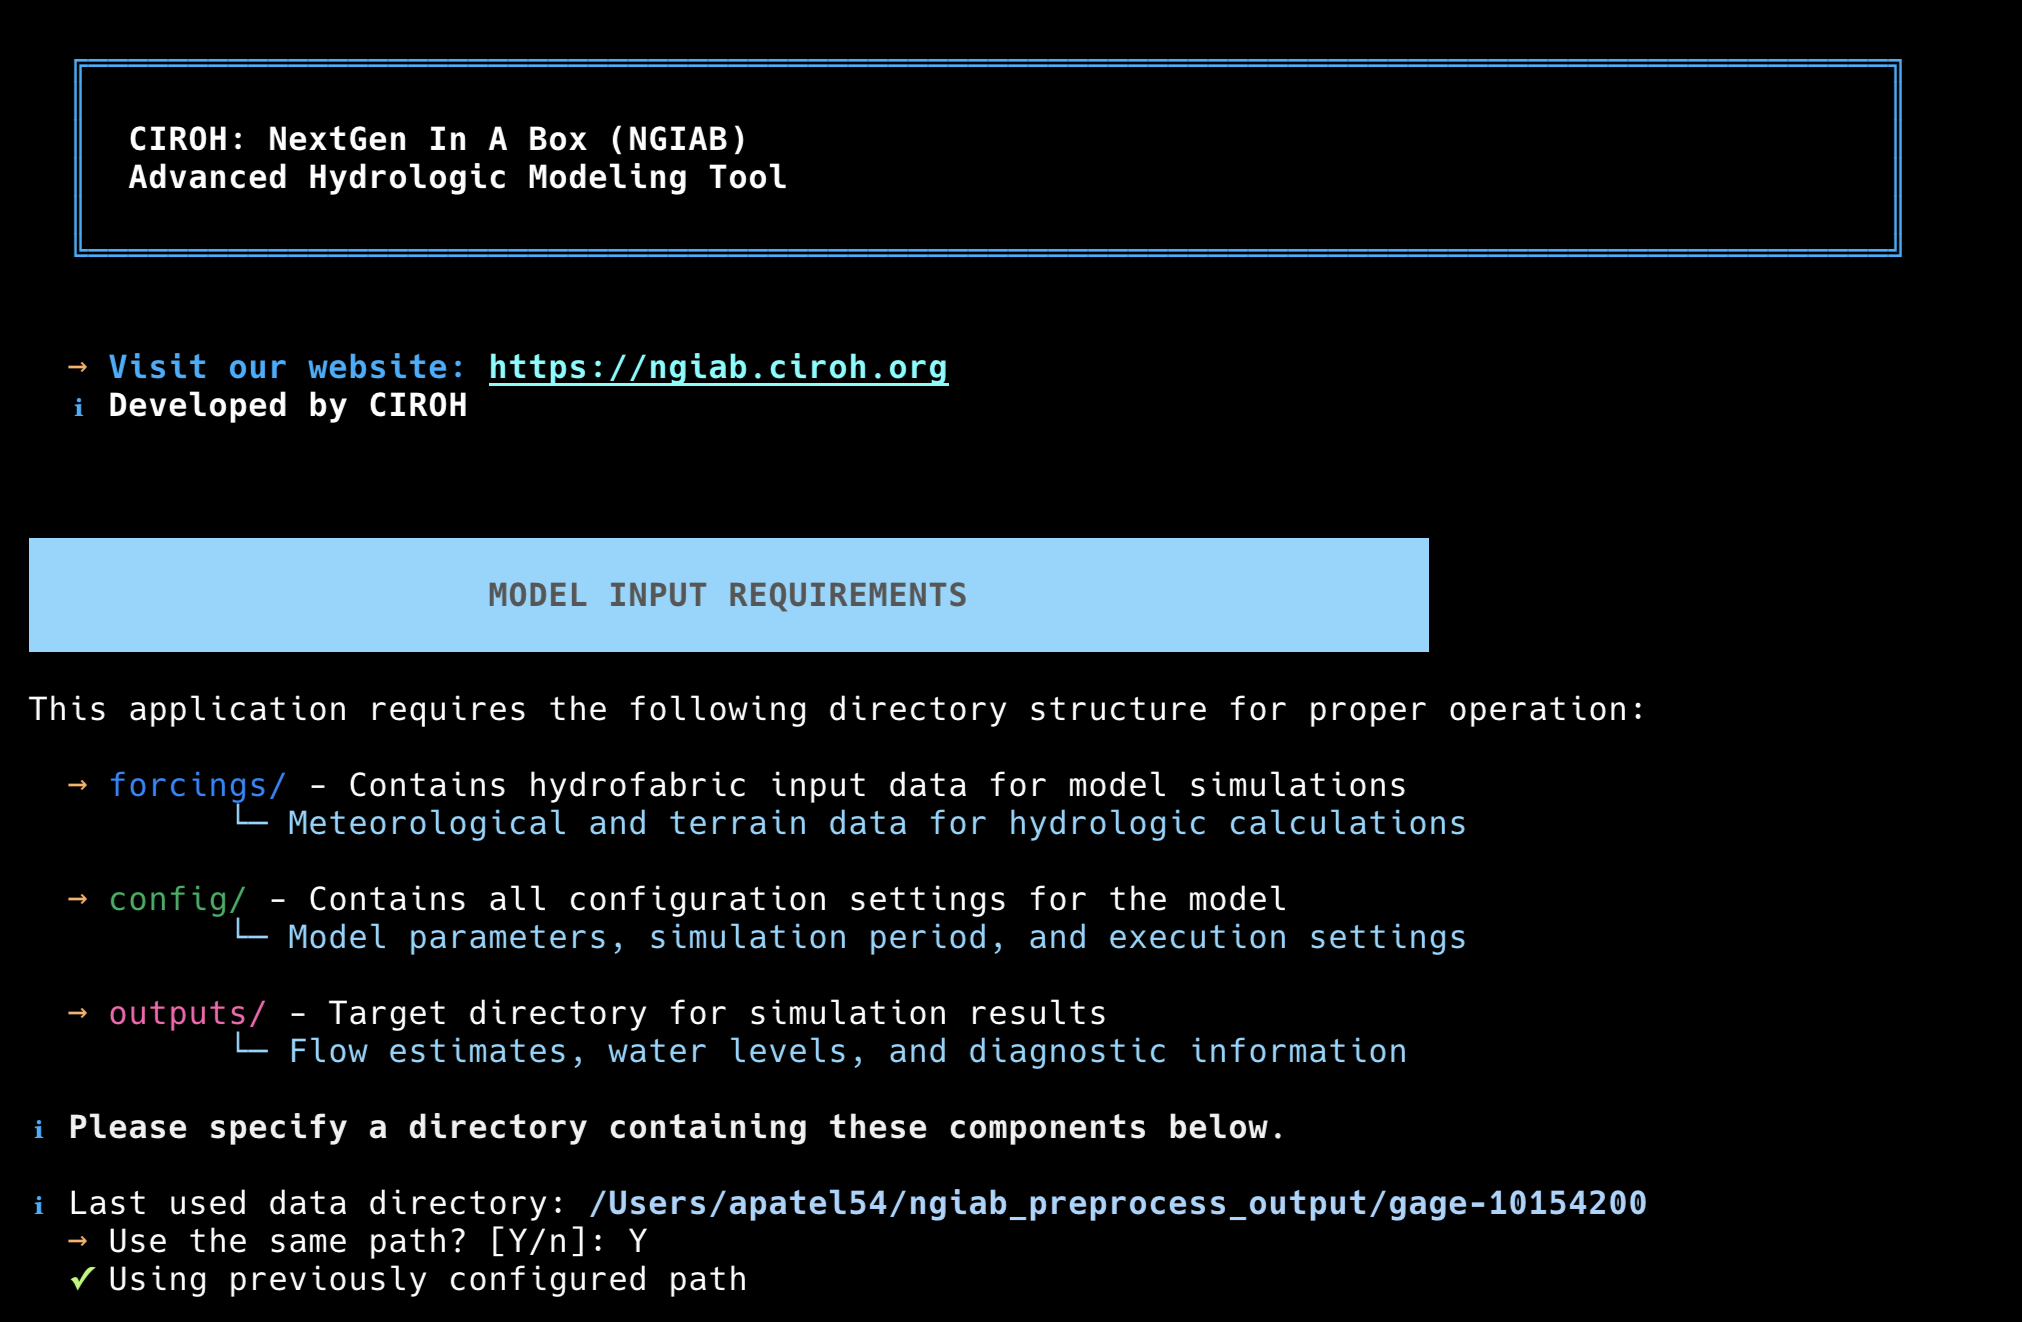 CIROH: NextGen In A Box (NGIAB)
Advanced Hydrologic Modeling Tool
→ Visit our website: https://ngiab.ciroh.org
ℹ Developed by CIROH
MODEL INPUT REQUIREMENTS
This application requires the following directory structure for proper operation:
→ forcings/ - Contains hydrofabric input data for model simulations
└─ Meteorological and terrain data for hydrologic calculations
→ config/ - Contains all configuration settings for the model
└─ Model parameters, simulation period, and execution settings
→ outputs/ - Target directory for simulation results
└─ Flow estimates, water levels, and diagnostic information
ℹ Please specify a directory containing these components below.
ℹ Last used data directory: /Users/apatel54/ngiab_preprocess_output/gage-10154200
→ Use the same path? [Y/n]: Y
✓ Using previously configured path